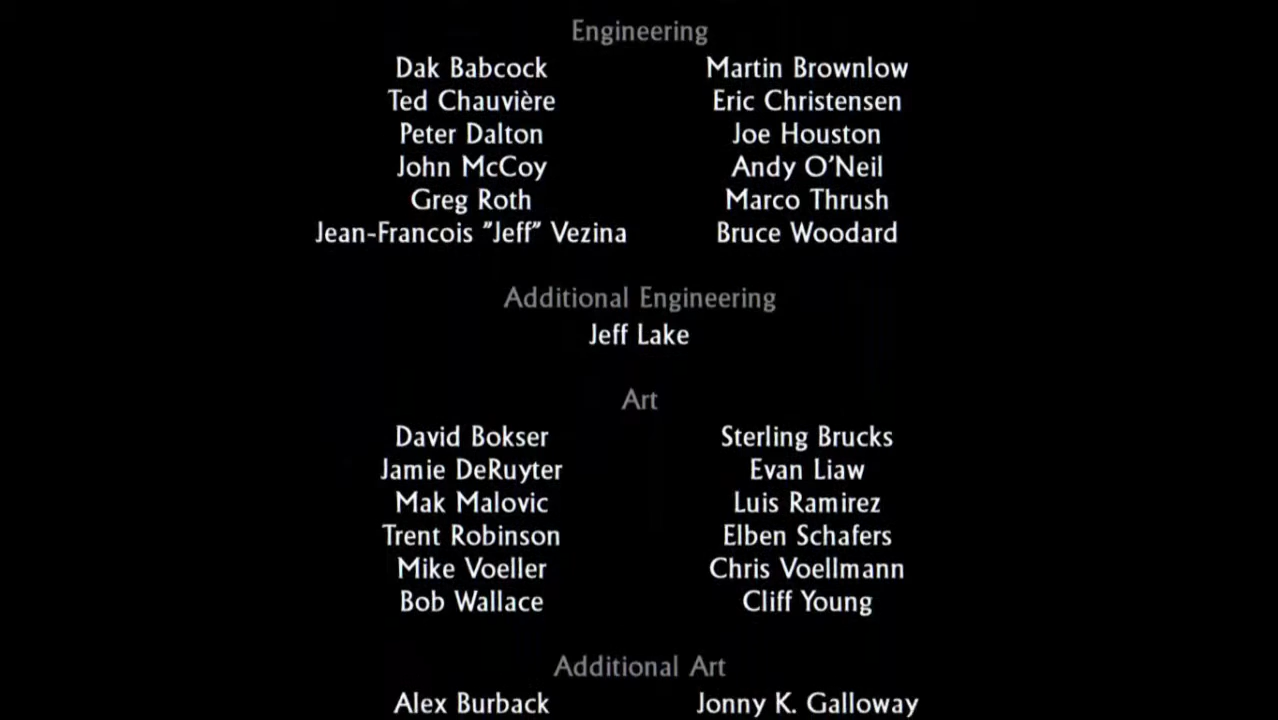 Engineering
Dak Babcock Martin Brownlow
Ted Chauvière Eric Christensen
Peter Dalton Joe Houston
John McCoy Andy O’Neil
Greg Roth Marco Thrush
Jean-Francois "Jeff" Vezina Bruce Woodard
Additional Engineering
Jeff Lake
Art
David Bokser Sterling Brucks
Jamie DeRuyter Evan Liaw
Mak Malovic Luis Ramirez
Trent Robinson Elben Schafers
Mike Voeller Chris Voellmann
Bob Wallace Cliff Young
Additional Art
Alex Burback Jonny K. Galloway